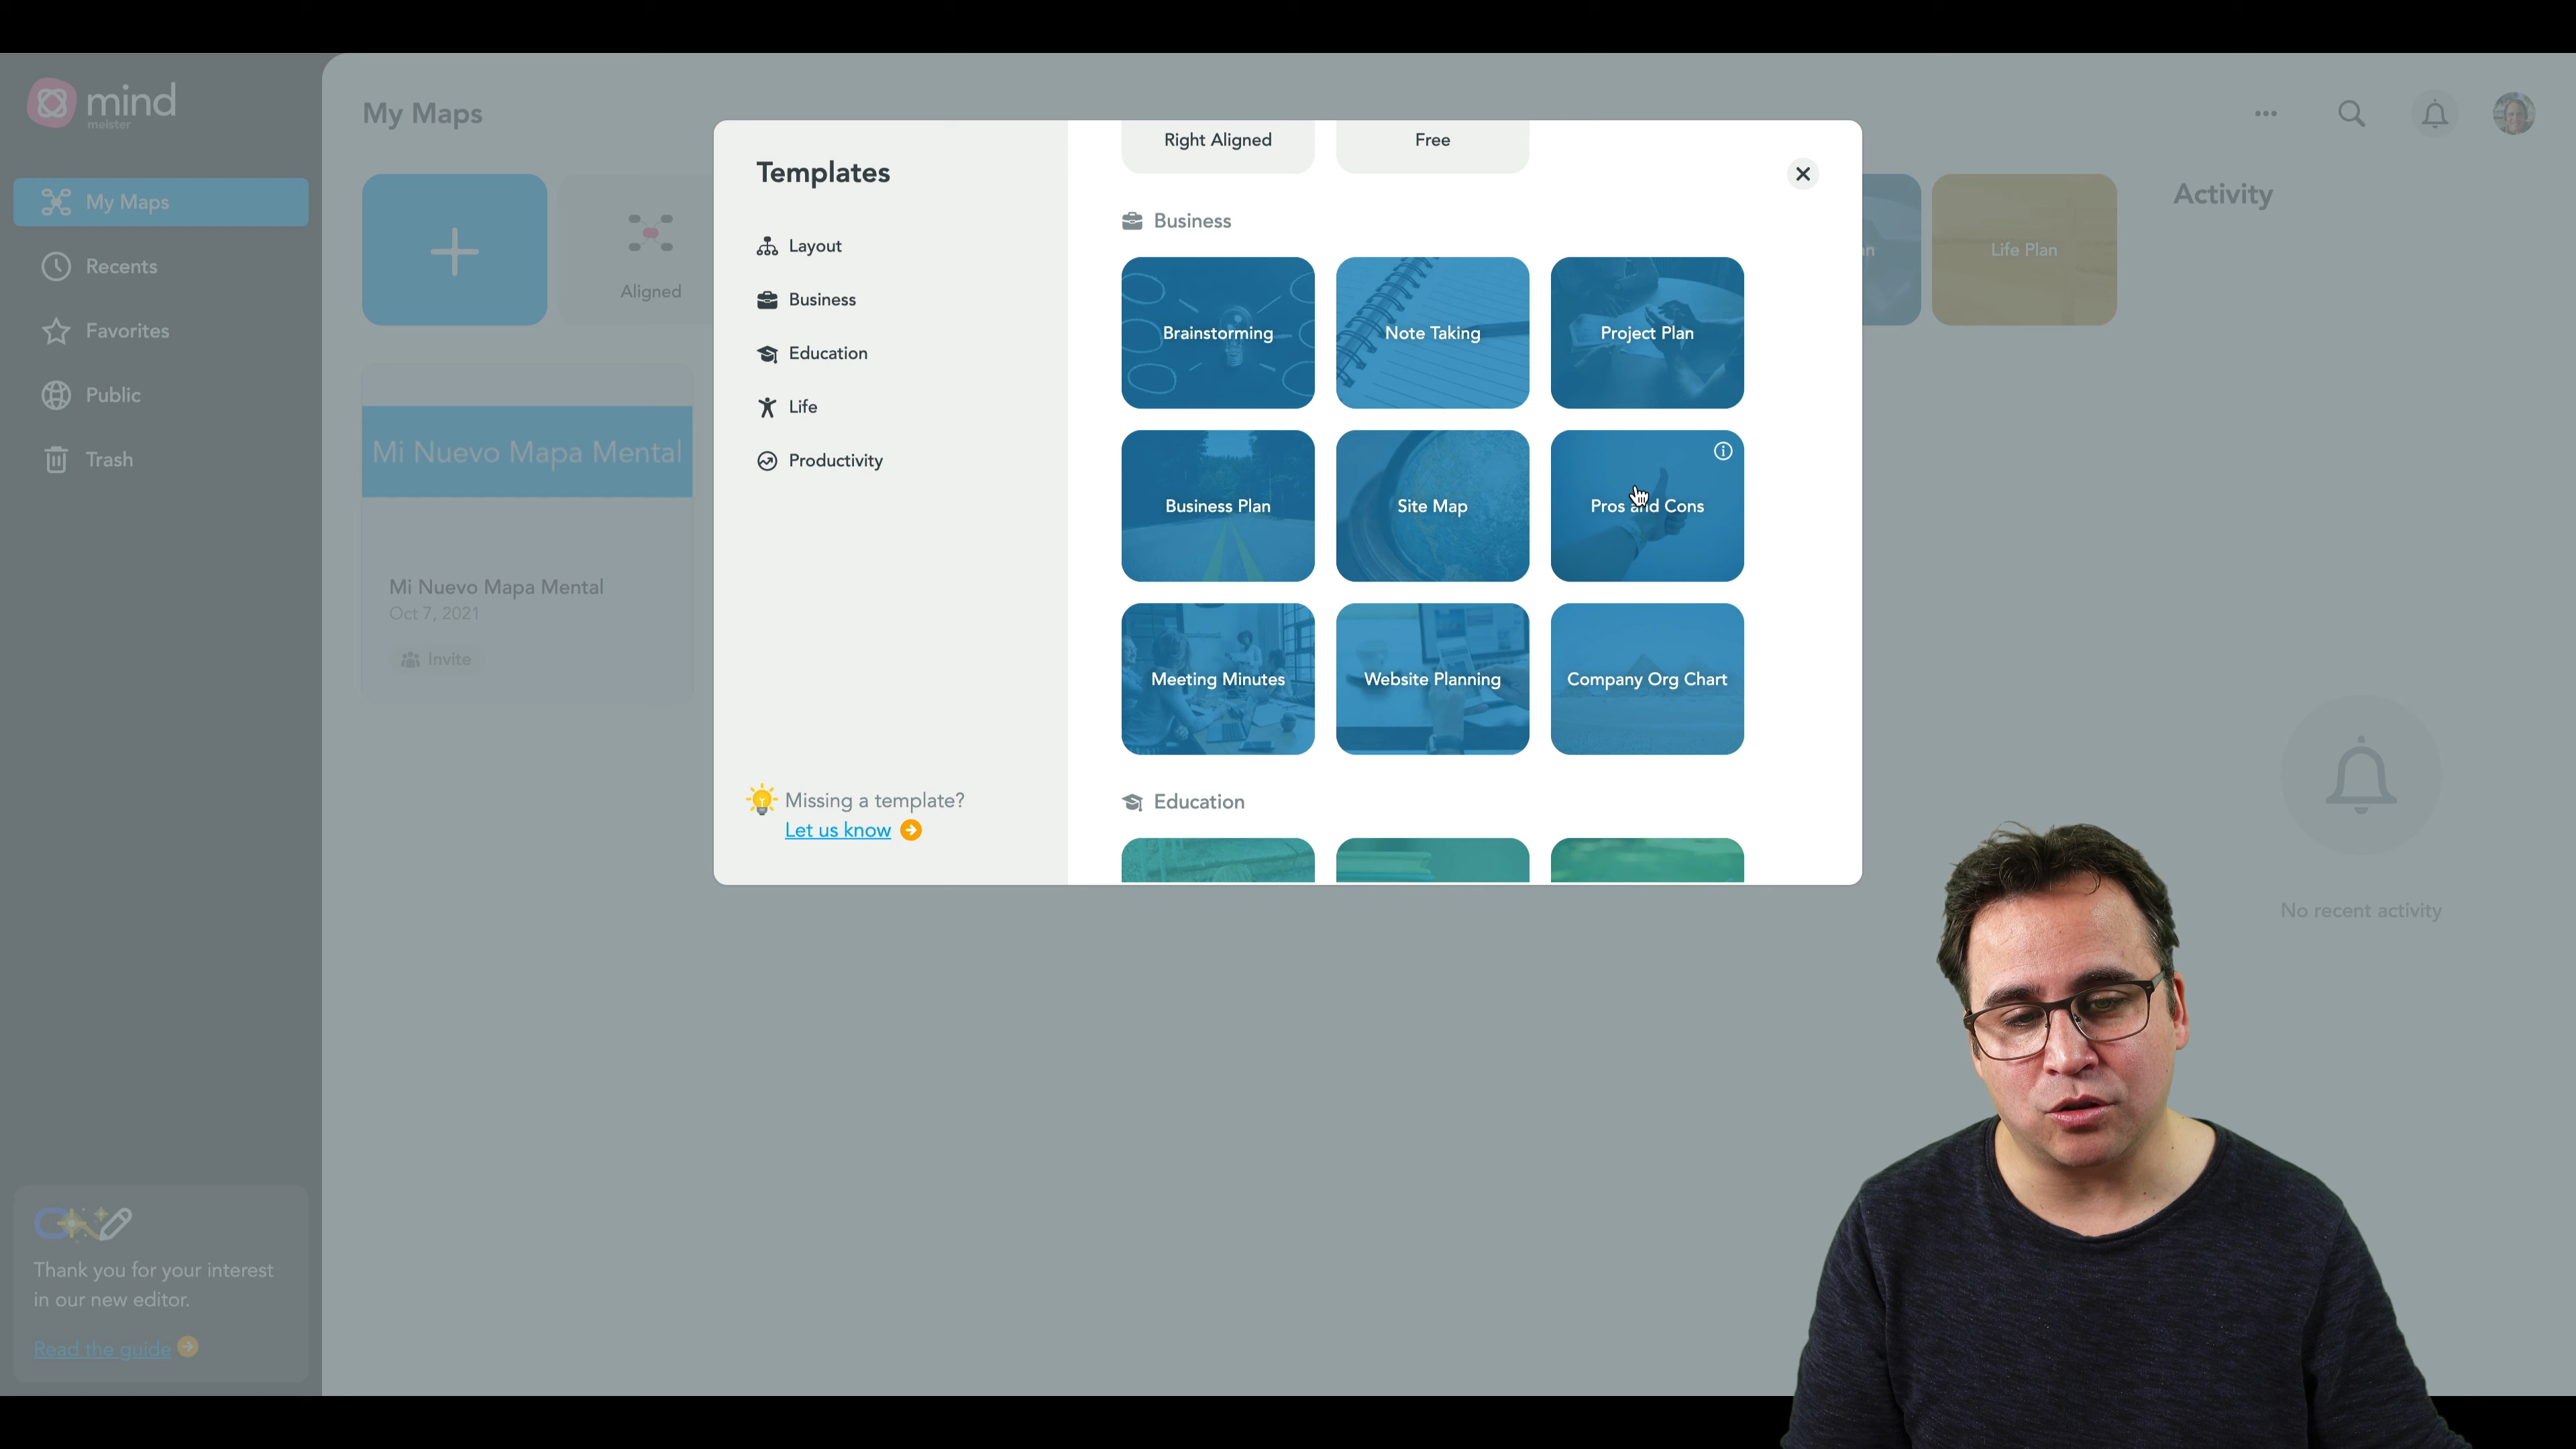 mind
meister
My Maps
Recents
Favorites
Public
Trash
Thank you for your interest
in our new editor.
Read the guide
My Maps
Aligned
Mi Nuevo Mapa Mental
Mi Nuevo Mapa Mental
Oct 7, 2021
Invite
Templates
Layout
Business
Education
Life
Productivity
Missing a template?
Let us know
Right Aligned
Free
Business
Brainstorming
Note Taking
Project Plan
Business Plan
Site Map
Pros and Cons
Meeting Minutes
Website Planning
Company Org Chart
Education
Life Plan
Activity
No recent activity